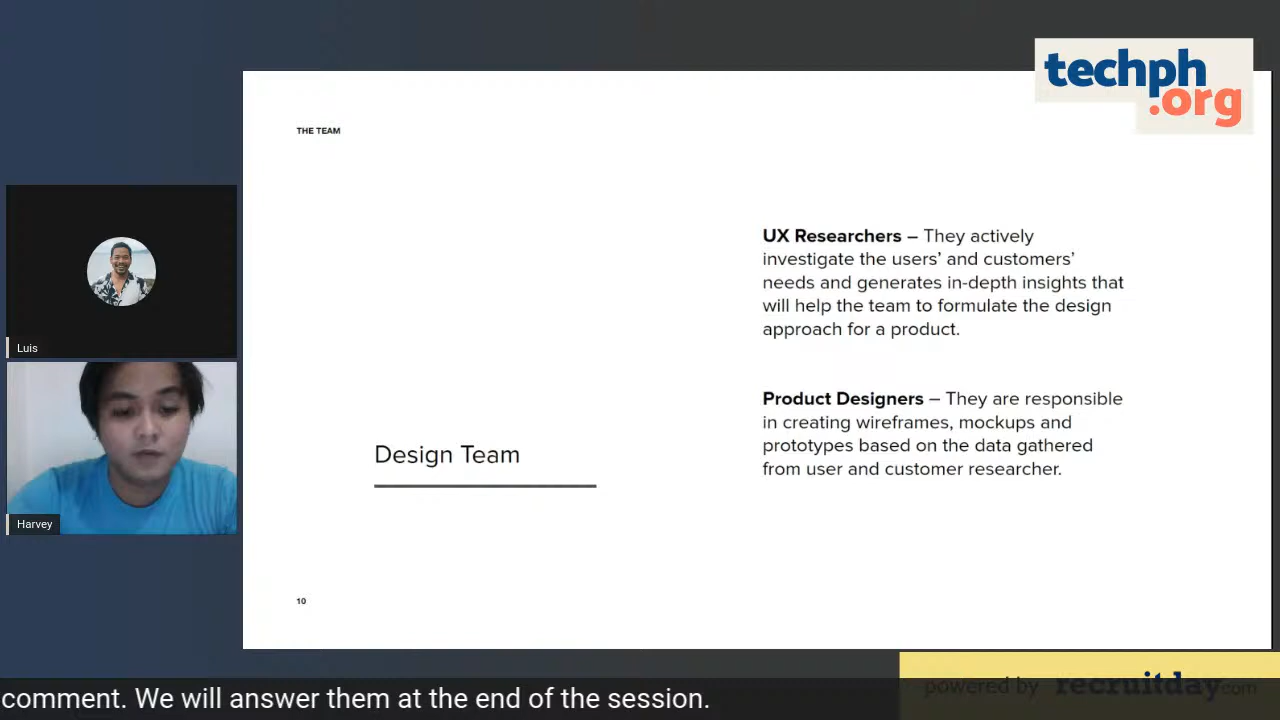 techph
.org
THE TEAM
UX Researchers – They actively
investigate the users' and customers'
needs and generates in-depth insights that
will help the team to formulate the design
approach for a product.
Product Designers – They are responsible
in creating wireframes, mockups and
prototypes based on the data gathered
from user and customer researcher.
Design Team
10
Luis
Harvey
comment. We will answer them at the end of the session.
powered by recruitday.com